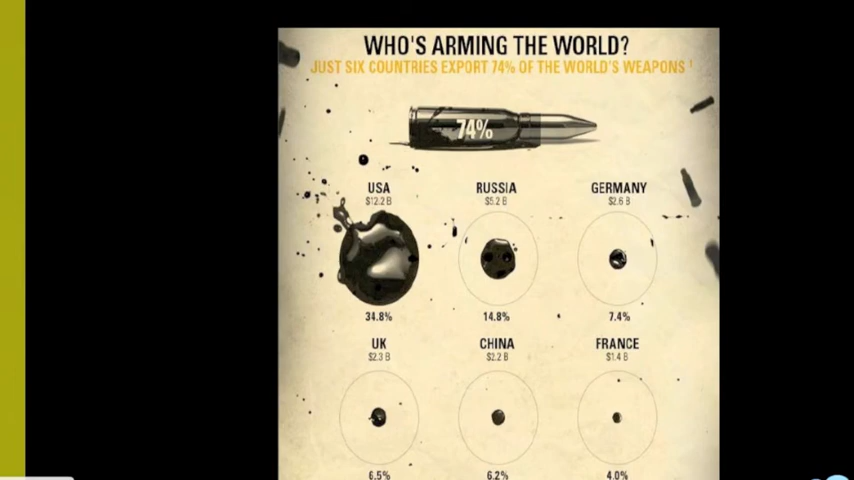 WHO'S ARMING THE WORLD?
JUST SIX COUNTRIES EXPORT 74% OF THE WORLD'S WEAPONS 1
74%
USA RUSSIA GERMANY
$12.2 B $5.2 B $2.6 B
34.8% 14.8% 7.4%
UK CHINA FRANCE
$2.3 B $2.2 B $1.4 B
6.5% 6.2% 4.0%